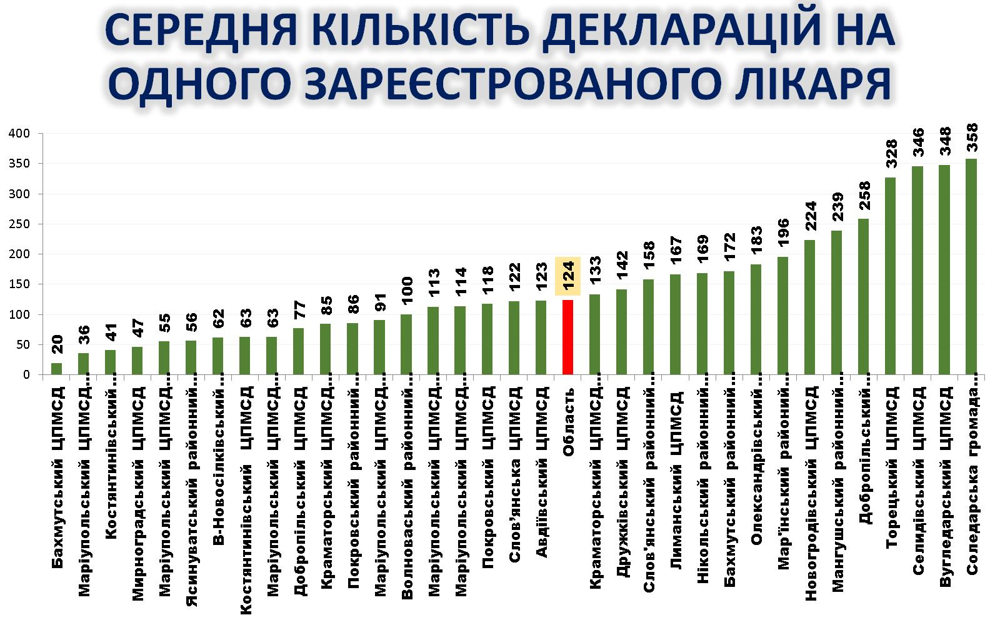 СЕРЕДНЯ КІЛЬКІСТЬ ДЕКЛАРАЦІЙ НА
ОДНОГО ЗАРЕЄСТРОВАНОГО ЛІКАРЯ
400
350
300
250
200
150
100
50
0
20
36
41
47
55
56
62
63
63
77
85
86
91
100
113
114
118
122
123
124
133
142
158
167
169
172
183
196
224
239
258
328
346
348
358
Бахмутський ЦПМСД
Маріупольський ЦПМСД…
Костянтинівський…
Мирноградський ЦПМСД
Маріупольський ЦПМСД…
Ясинуватський районний…
В-Новосілківський…
Костянтинівський ЦПМСД
Маріупольський ЦПМСД…
Добропільський ЦПМСД
Краматорський ЦПМСД…
Покровський районний…
Маріупольський ЦПМСД…
Волноваський районний…
Маріупольський ЦПМСД…
Маріупольський ЦПМСД…
Покровський ЦПМСД
Слов’янська ЦПМСД
Авдіївський ЦПМСД
Область
Краматорський ЦПМСД…
Дружківський ЦПМСД
Слов'янський районний…
Лиманський ЦПМСД
Нікольський районний…
Бахмутський районний…
Олександрівський…
Мар'їнський районий…
Новогродівський ЦПМСД
Мангушський районний…
Добропільський…
Торецький ЦПМСД
Селидівський ЦПМСД
Вугледарський ЦПМСД
Соледарська громада…